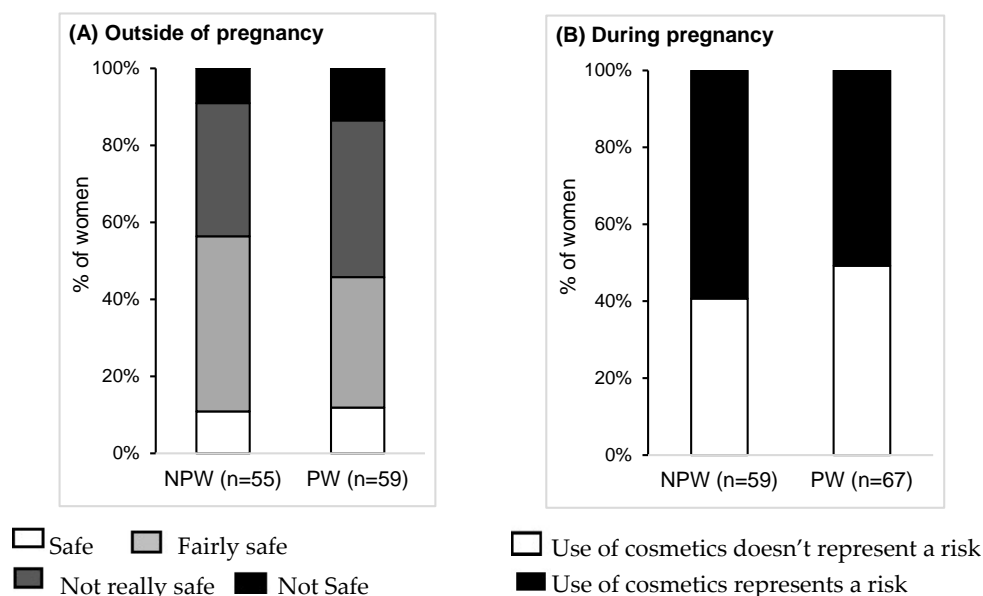 (A) Outside of pregnancy
100%
80%
60%
40%
20%
0%
% of women
NPW (n=55) PW (n=59)
Safe Fairly safe
Not really safe Not Safe
(B) During pregnancy
100%
80%
60%
40%
20%
0%
% of women
NPW (n=59) PW (n=67)
Use of cosmetics doesn’t represent a risk
Use of cosmetics represents a risk